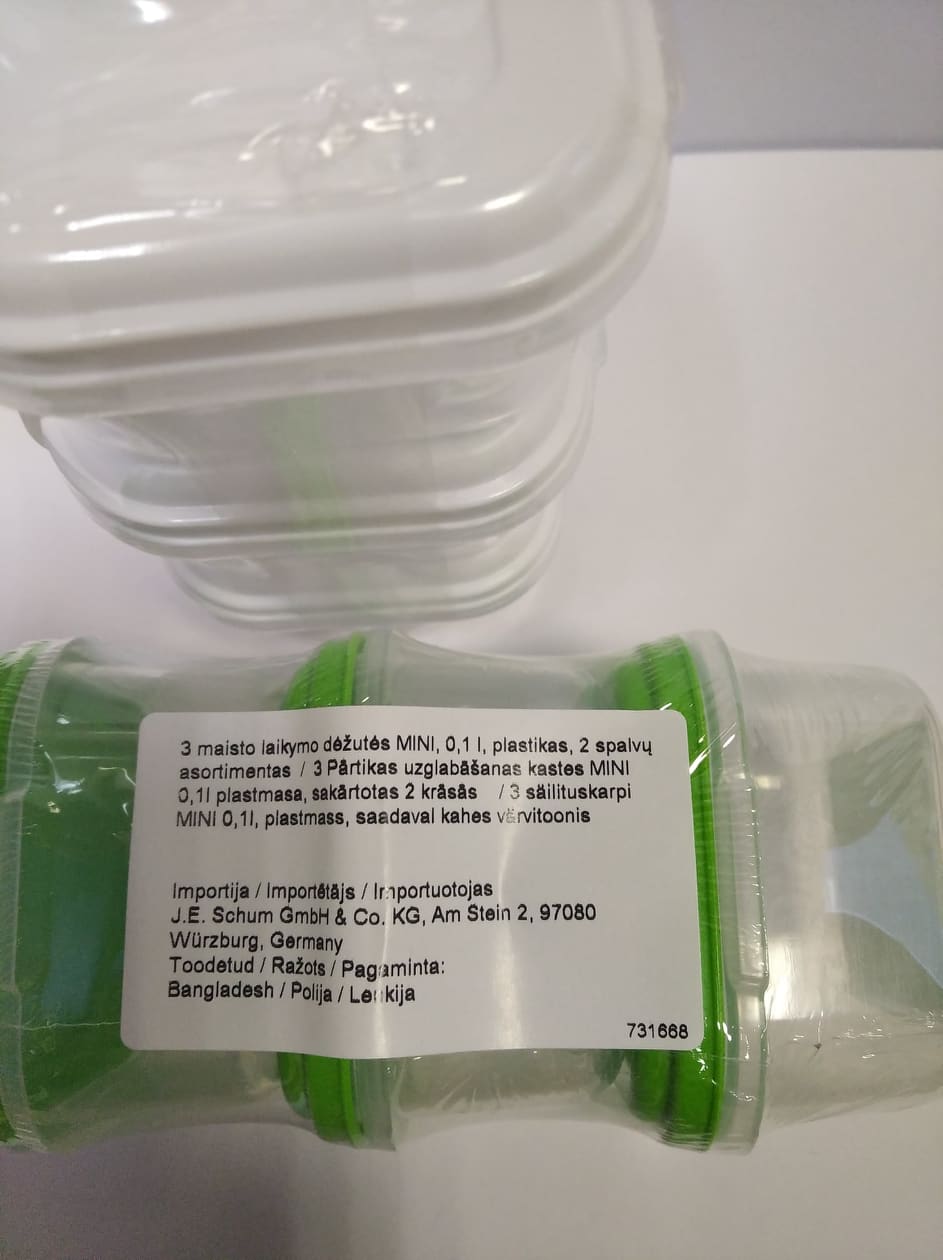 3 maisto laikymo dėžutės MINI, 0,1 l, plastikas, 2 spalvų
asortimentas / 3 Pārtikas uzglabāšanas kastes MINI
0,1l plastmasa, sakārtotas 2 krāsās / 3 säilituskarpi
MINI 0,1l, plastmass, saadaval kahes värvitoonis
Importija / Importētājs / Importuotojas
J.E. Schum GmbH & Co. KG, Am Stein 2, 97080
Würzburg, Germany
Toodetud / Ražots / Pagaminta:
Bangladesh / Polija / Lenkija
731668